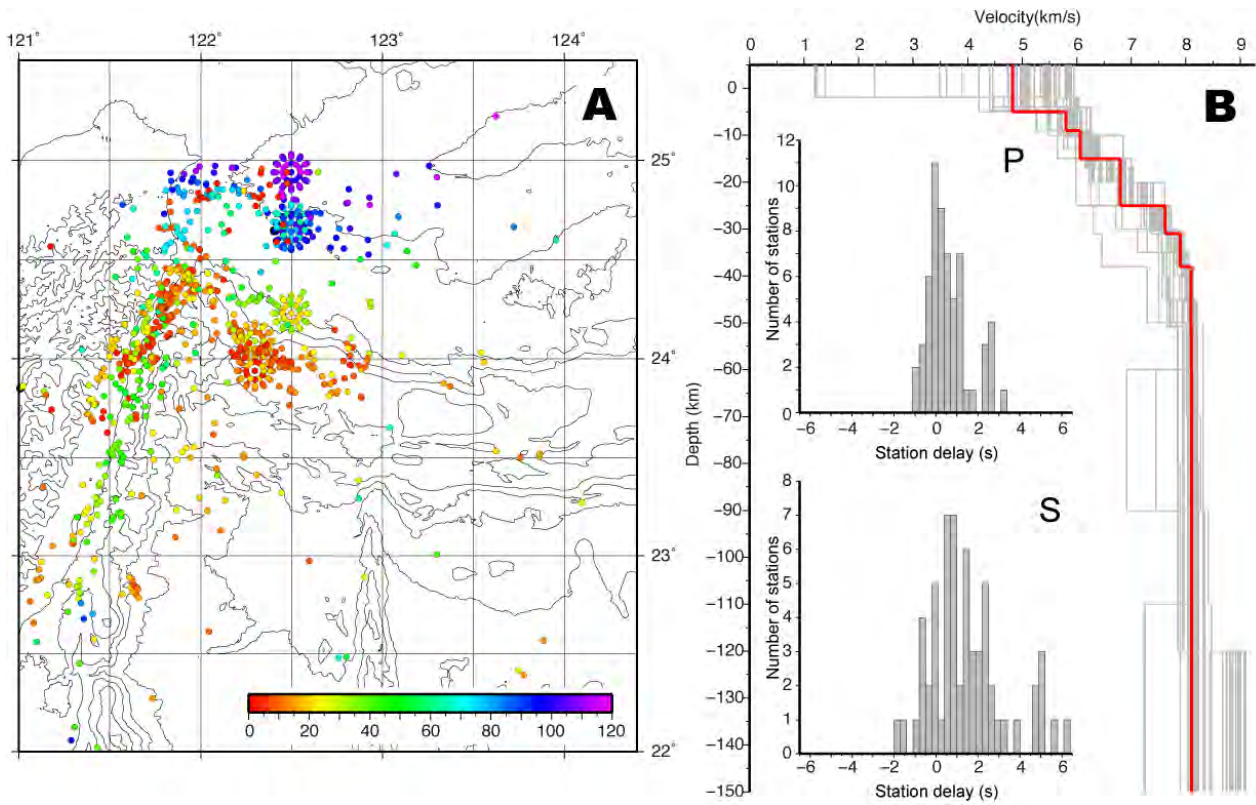 121° 122° 123° 124°
A
25°
24°
23°
22°
0 20 40 60 80 100 120
Velocity(km/s)
0 1 2 3 4 5 6 7 8 9
B
Depth (km)
0
−10
−20
−30
−40
−50
−60
−70
−80
−90
−100
−110
−120
−130
−140
−150
P
Number of stations
12
10
8
6
4
2
0
−6 −4 −2 0 2 4 6
Station delay (s)
S
Number of stations
8
7
6
5
4
3
2
1
0
−6 −4 −2 0 2 4 6
Station delay (s)